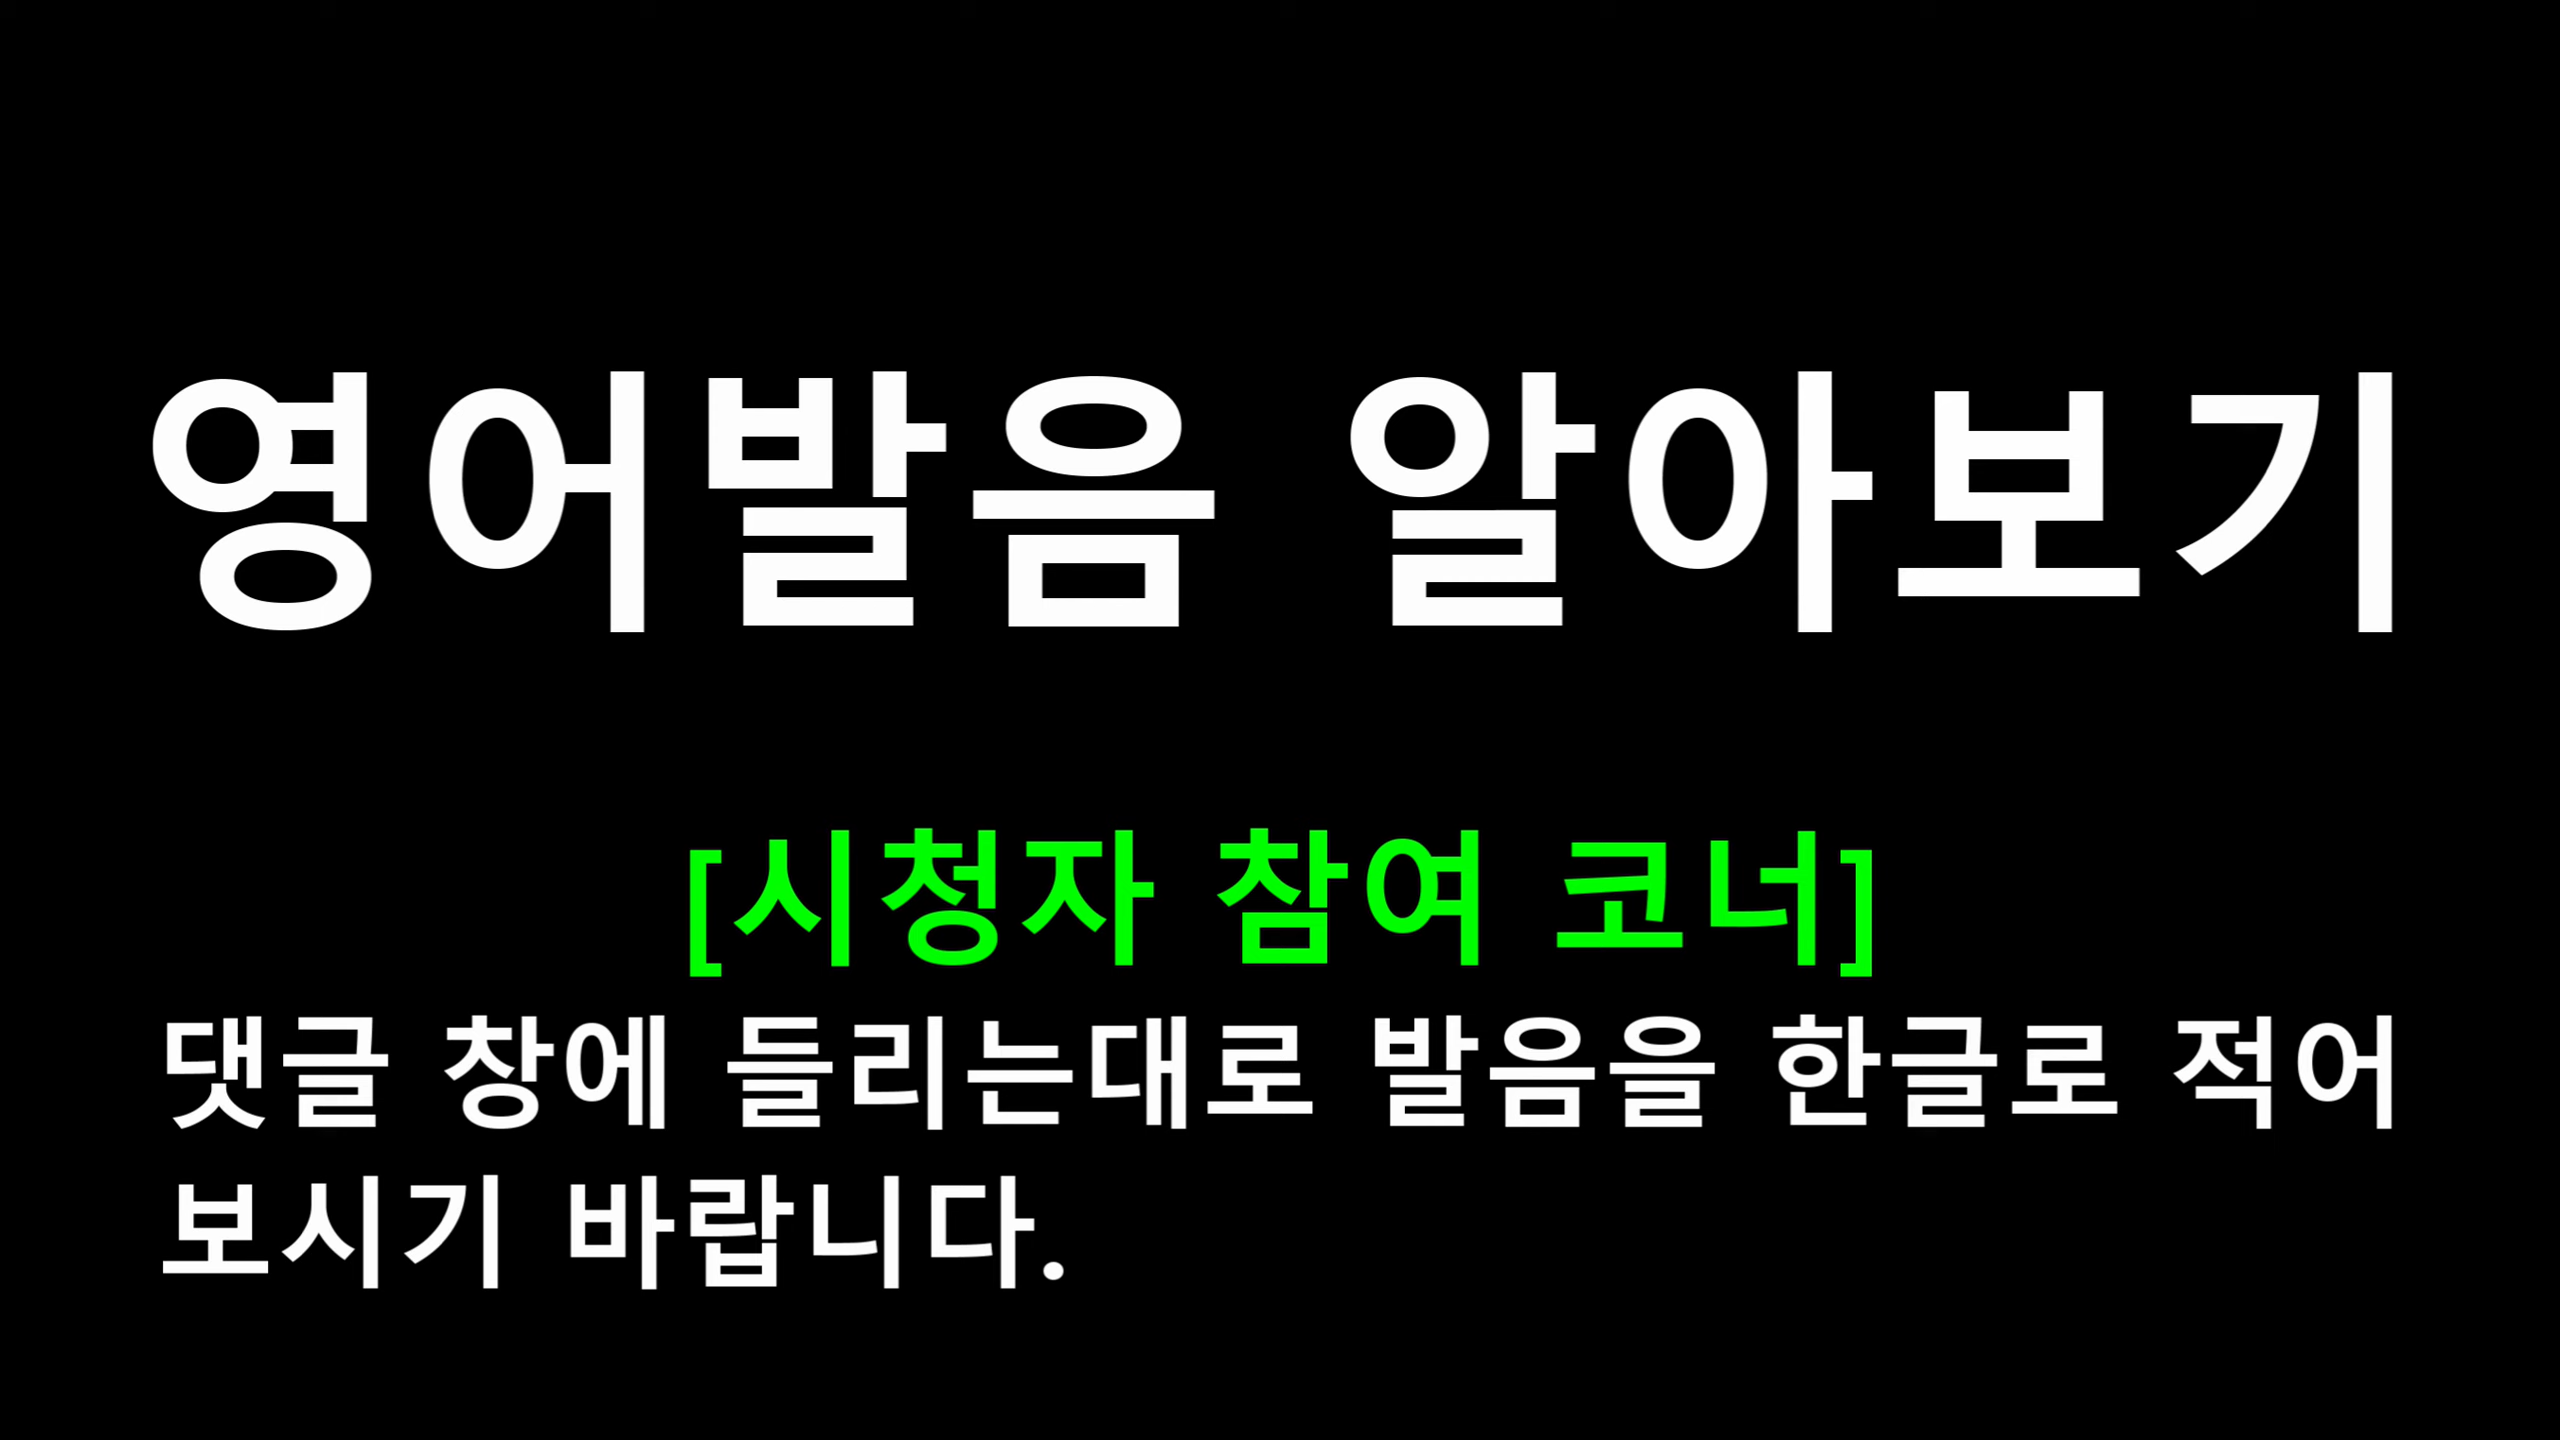 영어발음 알아보기
[시청자 참여 코너]
댓글 창에 들리는대로 발음을 한글로 적어
보시기 바랍니다.